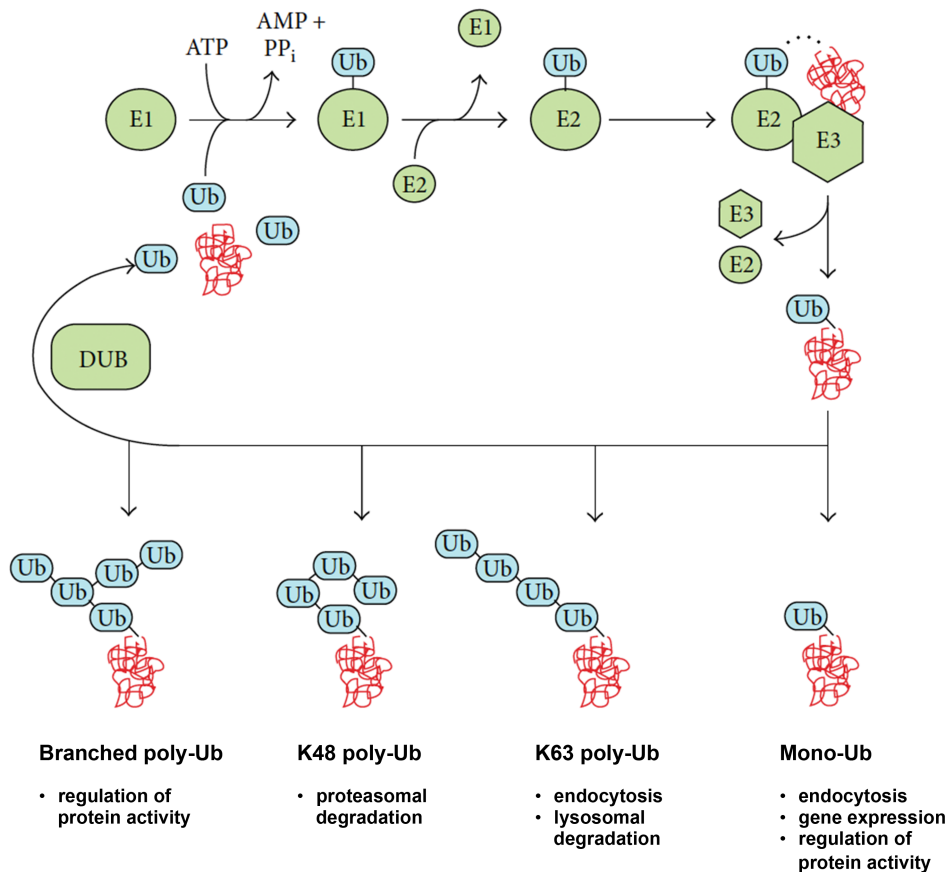 AMP +
PPi
ATP
E1
Ub
E1
E1
E2
Ub
E2
Ub
E2
E3
Ub
Ub
Ub
E3
E2
Ub
DUB
Ub
Ub
Ub
Ub
Ub
Ub
Ub
Ub
Ub
Ub
Ub
Ub
Ub
Ub
Branched poly-Ub
• regulation of
protein activity
K48 poly-Ub
• proteasomal
degradation
K63 poly-Ub
• endocytosis
• lysosomal
degradation
Mono-Ub
• endocytosis
• gene expression
• regulation of
protein activity